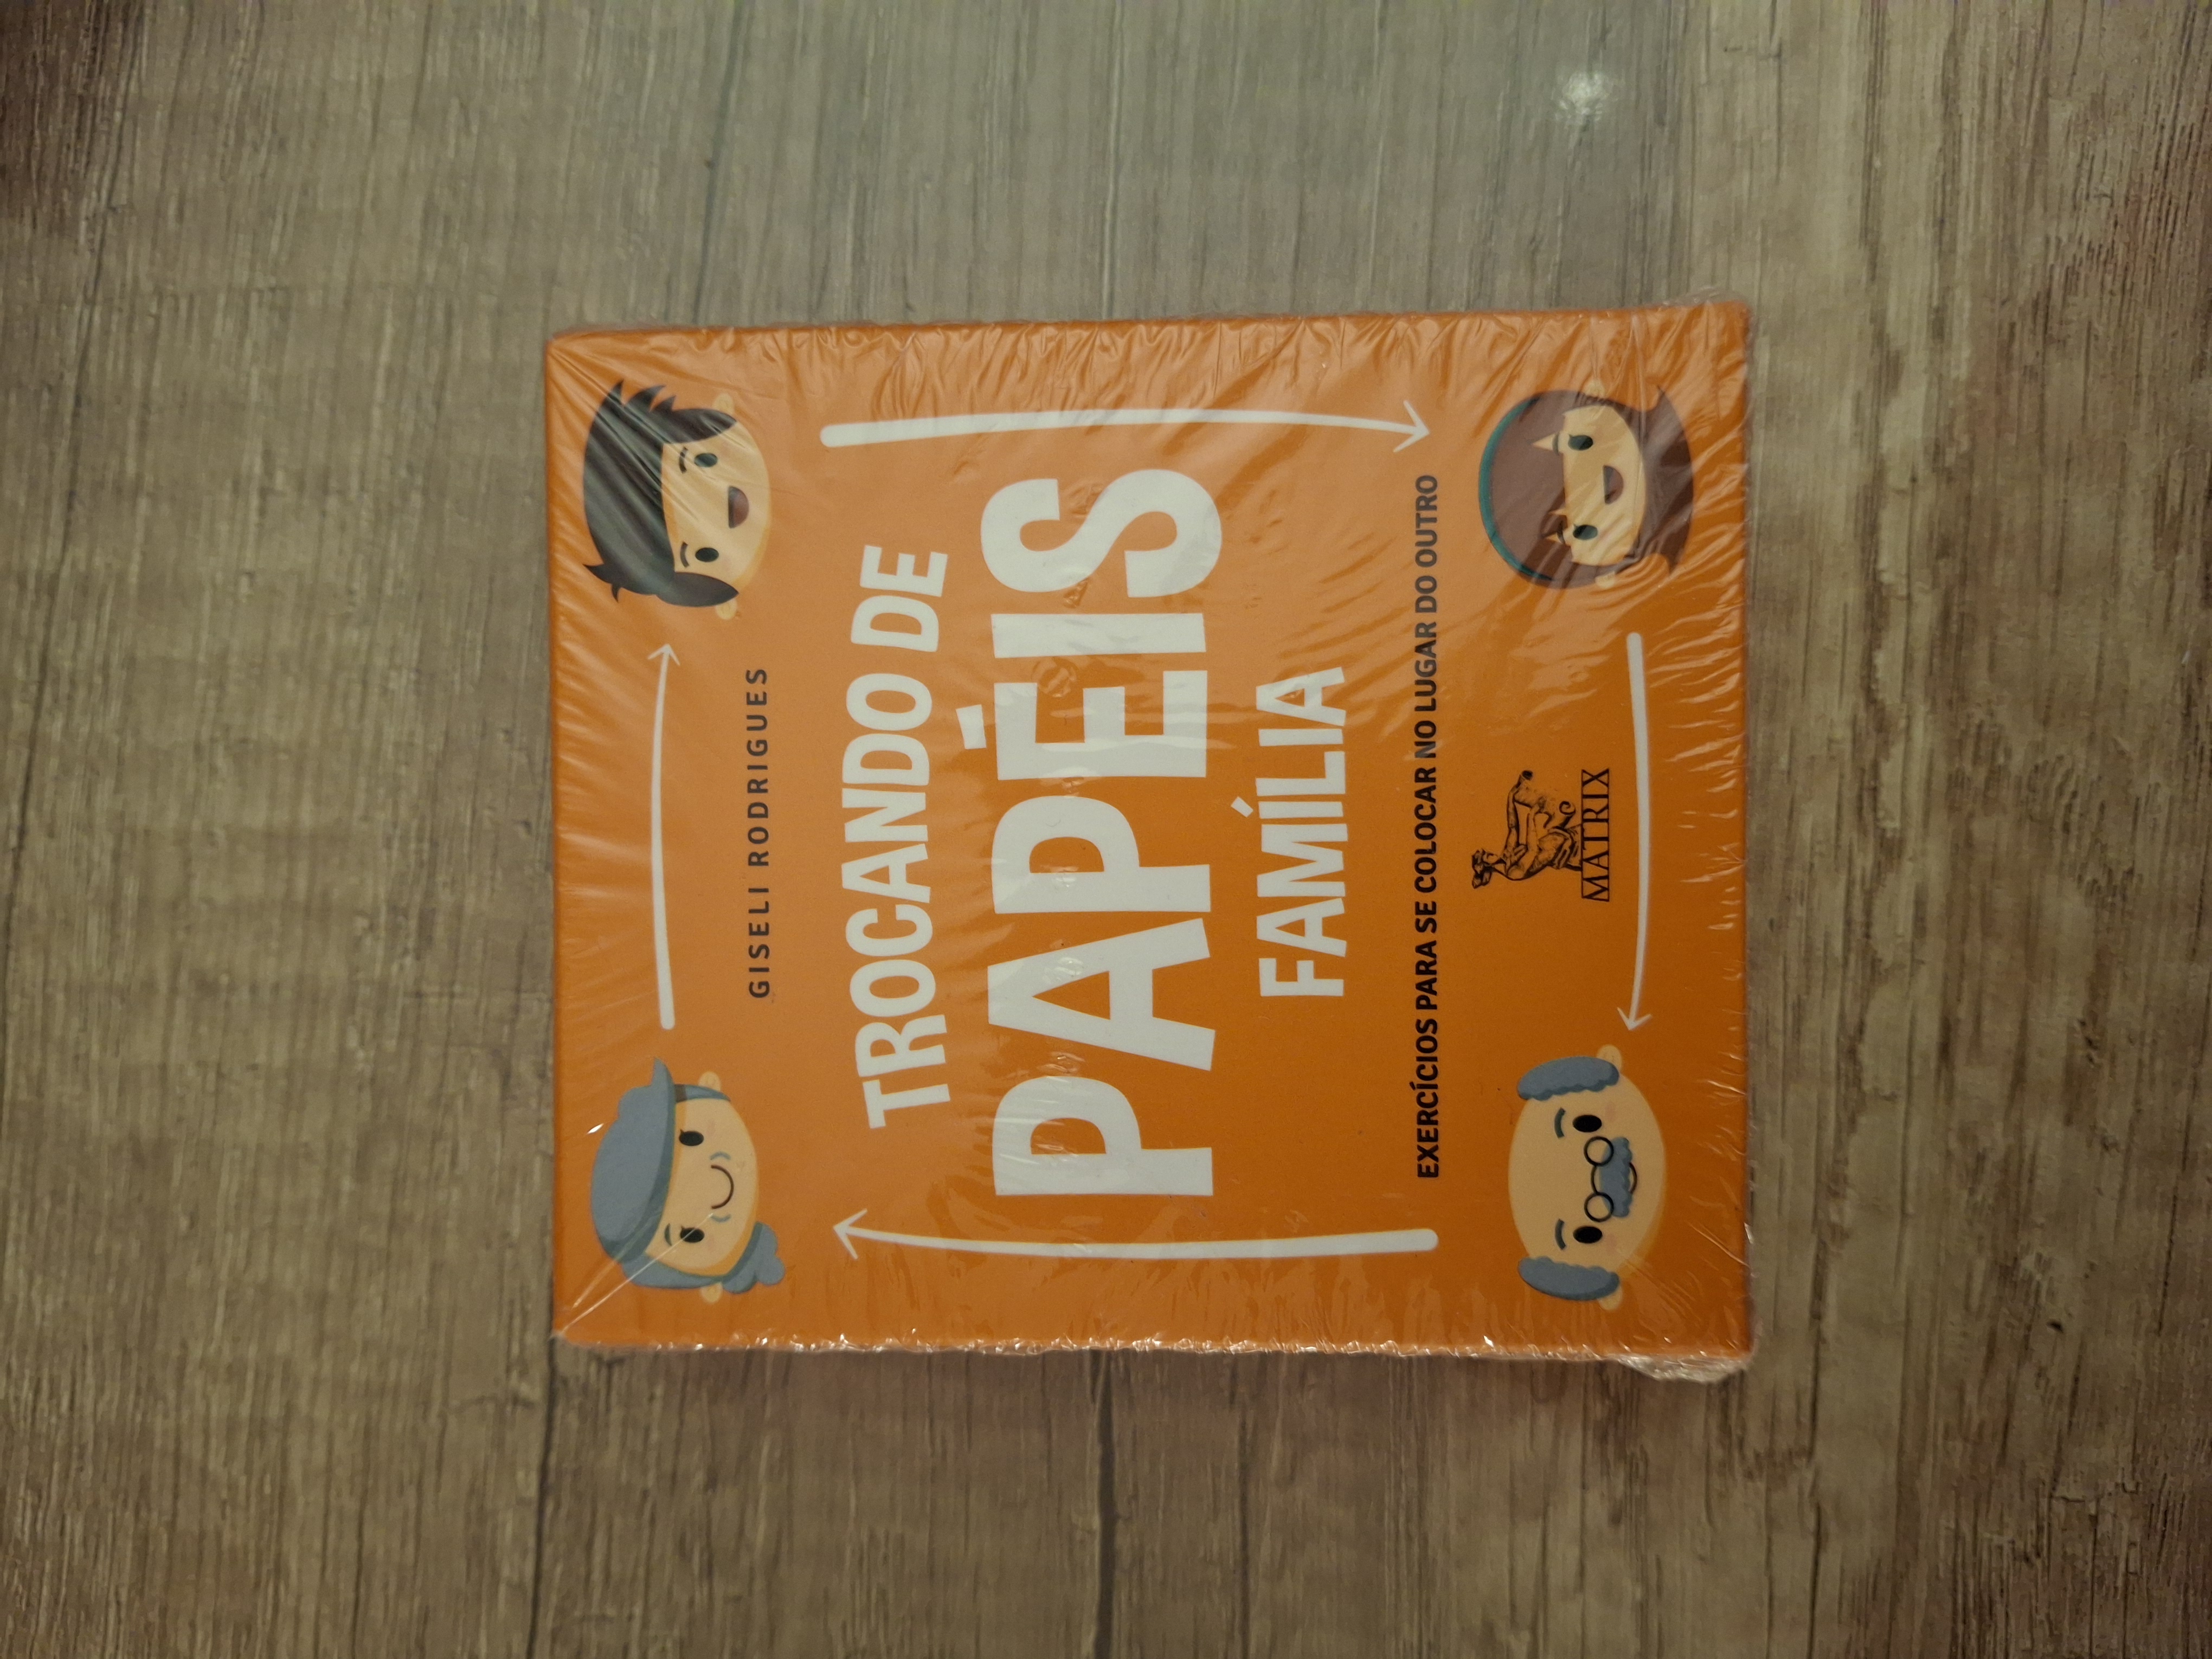 GISELI RODRIGUES
TROCANDO DE
PAPÉIS
FAMÍLIA
EXERCÍCIOS PARA SE COLOCAR NO LUGAR DO OUTRO
MATRIX